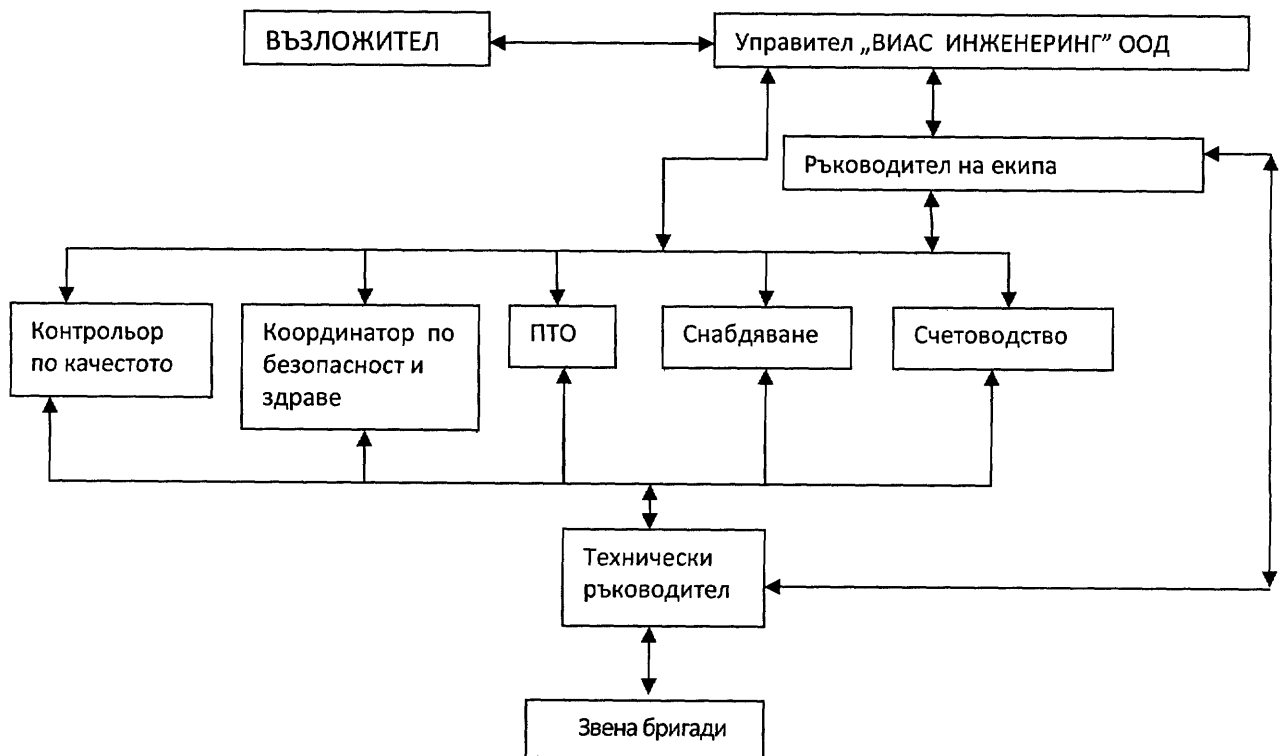 ВЪЗЛОЖИТЕЛ
Управител „ВИАС ИНЖЕНЕРИНГ” ООД
Ръководител на екипа
Контрольор
по качестото
Координатор по
безопасност и
здраве
ПТО
Снабдяване
Счетоводство
Технически
ръководител
Звена бригади